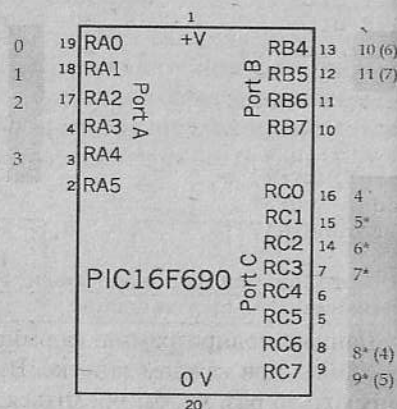 1
+V
0 19 RA0 RB4 13 10 (6)
1 18 RA1 RB5 12 11 (7)
2 17 RA2 RB6 11
4 RA3 RB7 10
3 3 RA4
2 RA5
Port A
Port B
RC0 16 4
RC1 15 5*
RC2 14 6*
RC3 7 7*
RC4 6
RC5 5
RC6 8 8* (4)
RC7 9 9* (5)
Port C
PIC16F690
0 V
20